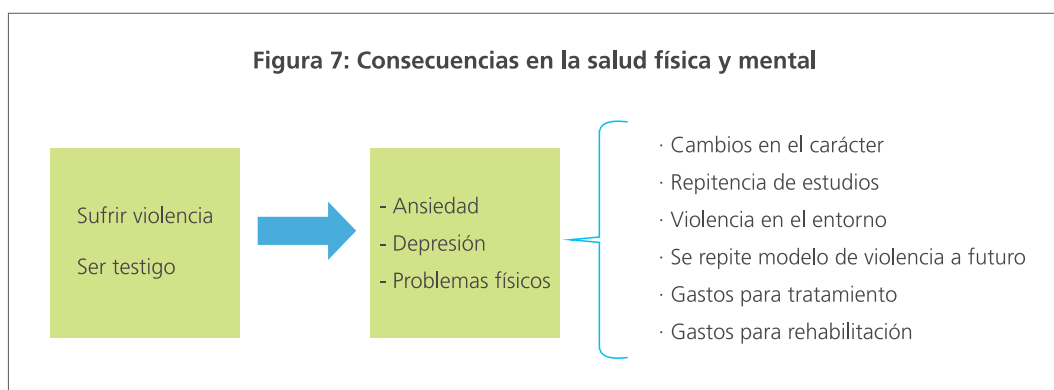 Figura 7: Consecuencias en la salud física y mental
Sufrir violencia
Ser testigo
- Ansiedad
- Depresión
- Problemas físicos
· Cambios en el carácter
· Repitencia de estudios
· Violencia en el entorno
· Se repite modelo de violencia a futuro
· Gastos para tratamiento
· Gastos para rehabilitación